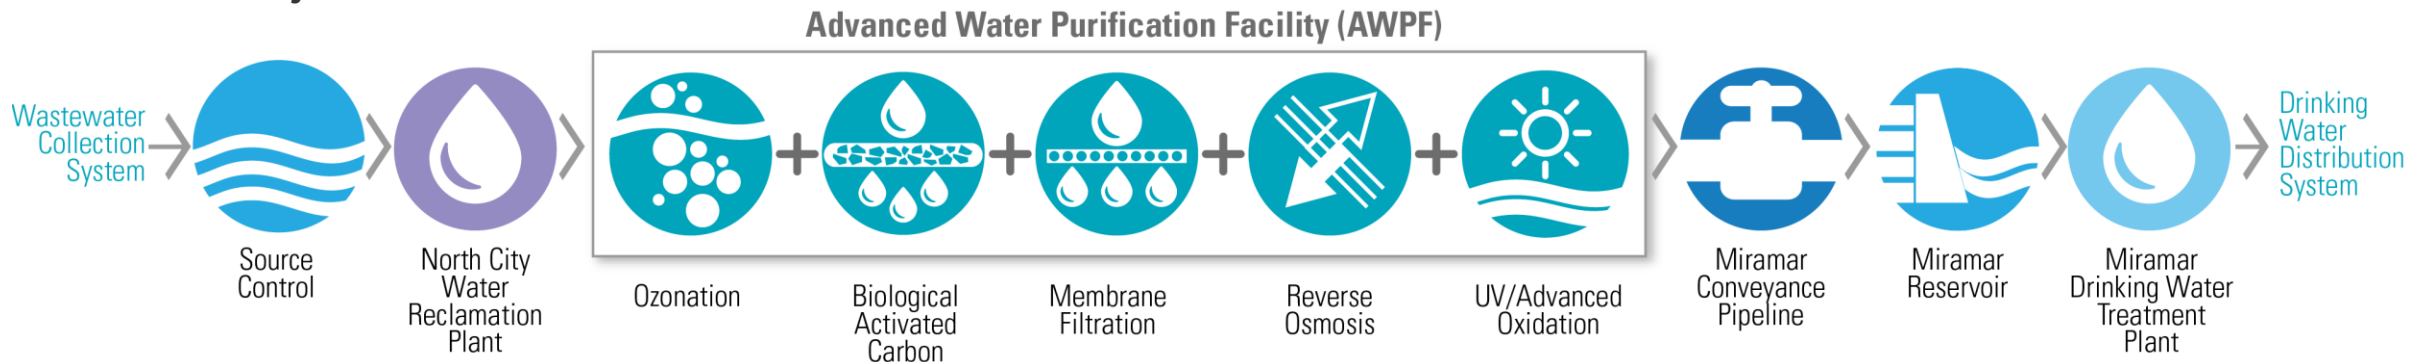 Advanced Water Purification Facility (AWPF)
Wastewater
Collection
System
Source
Control
North City
Water
Reclamation
Plant
Ozonation
Biological
Activated
Carbon
Membrane
Filtration
Reverse
Osmosis
UV/Advanced
Oxidation
Miramar
Conveyance
Pipeline
Miramar
Reservoir
Miramar
Drinking Water
Treatment
Plant
Drinking
Water
Distribution
System